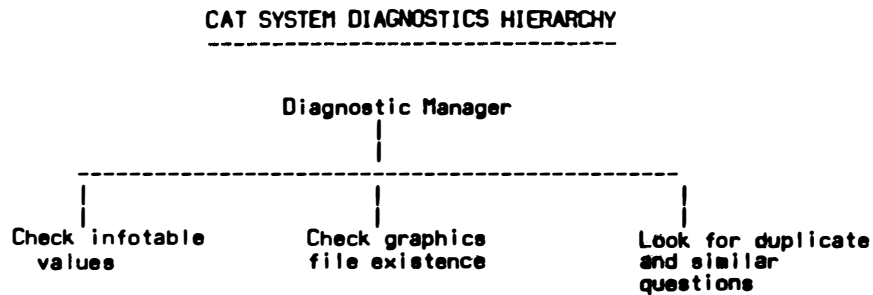 CAT SYSTEM DIAGNOSTICS HIERARCHY
Diagnostic Manager
Check infotable
values
Check graphics
file existence
Look for duplicate
and similar
questions